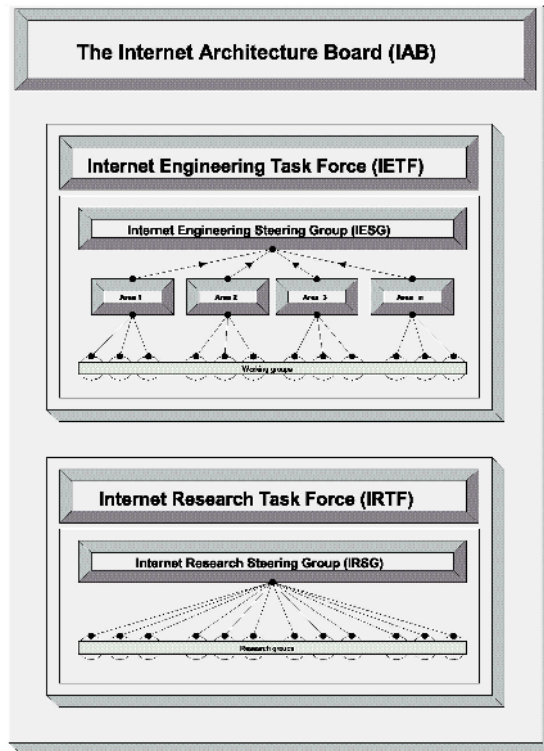 The Internet Architecture Board (IAB)
Internet Engineering Task Force (IETF)
Internet Engineering Steering Group (IESG)
Area 1
Area 2
Area 3
Area n
Working groups
Internet Research Task Force (IRTF)
Internet Research Steering Group (IRSG)
Research groups